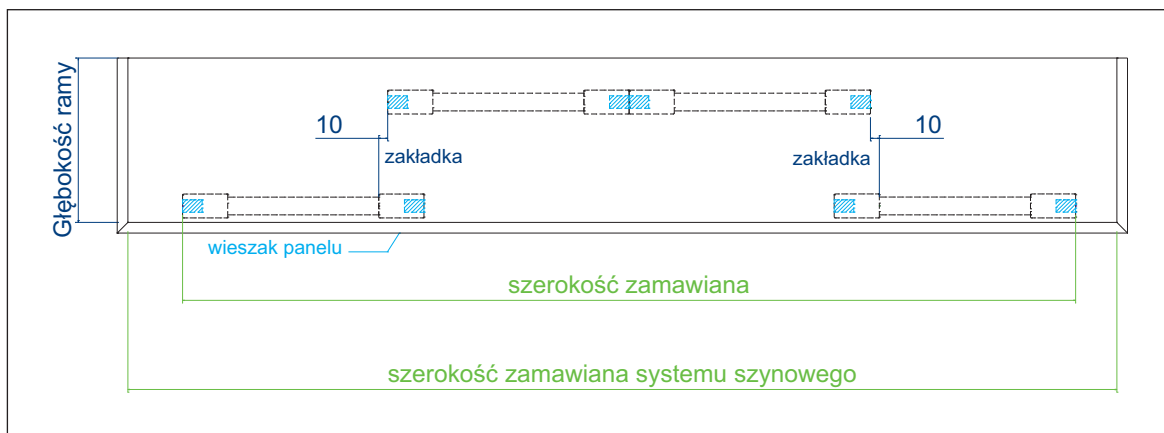 Głębokość ramy
10
10
zakładka
zakładka
wieszak panelu
szerokość zamawiana
szerokość zamawiana systemu szynowego